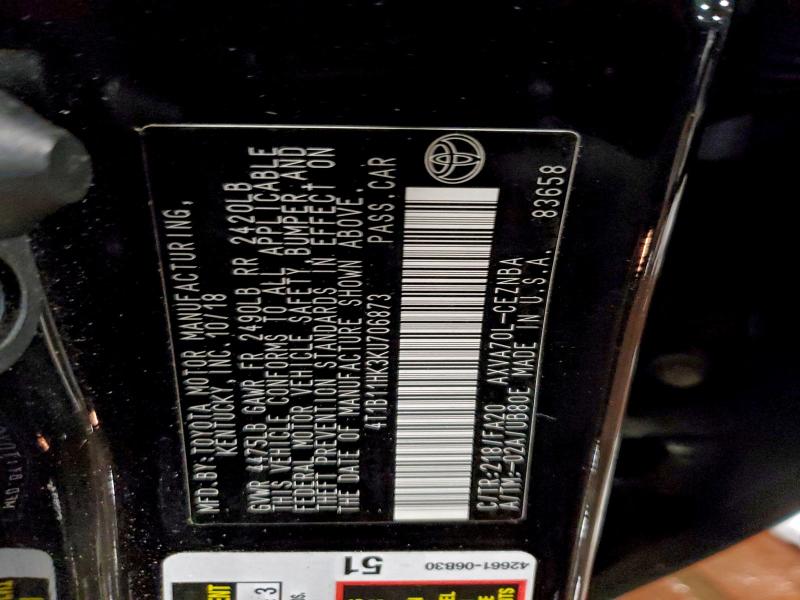 MFD.BY:TOYOTA MOTOR MANUFACTURING,
KENTUCKY, INC. 10/18
GVWR 4475LB GAWR FR 2490LB RR 2420LB
THIS VEHICLE CONFORMS TO ALL APPLICABLE
FEDERAL MOTOR VEHICLE SAFETY, BUMPER, AND
THEFT PREVENTION STANDARDS IN EFFECT ON
THE DATE OF MANUFACTURE SHOWN ABOVE.
4T1B11HK3KU706873 PASS.CAR
C/TR:218/FA20 AXVA70L-CEZNBA
A/TM:-02A/UB80E MADE IN U.S.A. 83658
51
42661-06B30